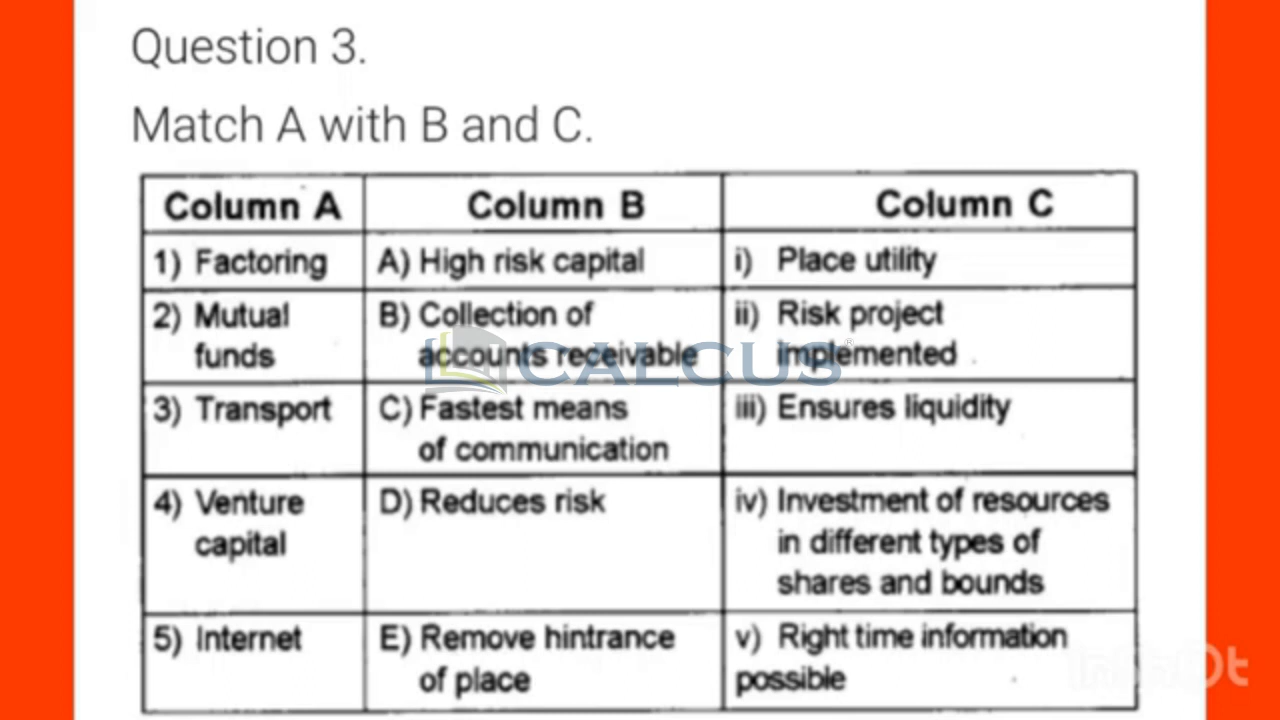 Question 3.
Match A with B and C.
Column A Column B Column C
1) Factoring A) High risk capital i) Place utility
2) Mutual B) Collection of ii) Risk project
funds accounts receivable implemented
CALCUS®
3) Transport C) Fastest means iii) Ensures liquidity
of communication
4) Venture D) Reduces risk iv) Investment of resources
capital in different types of
shares and bounds
5) Internet E) Remove hintrance v) Right time information
of place possible